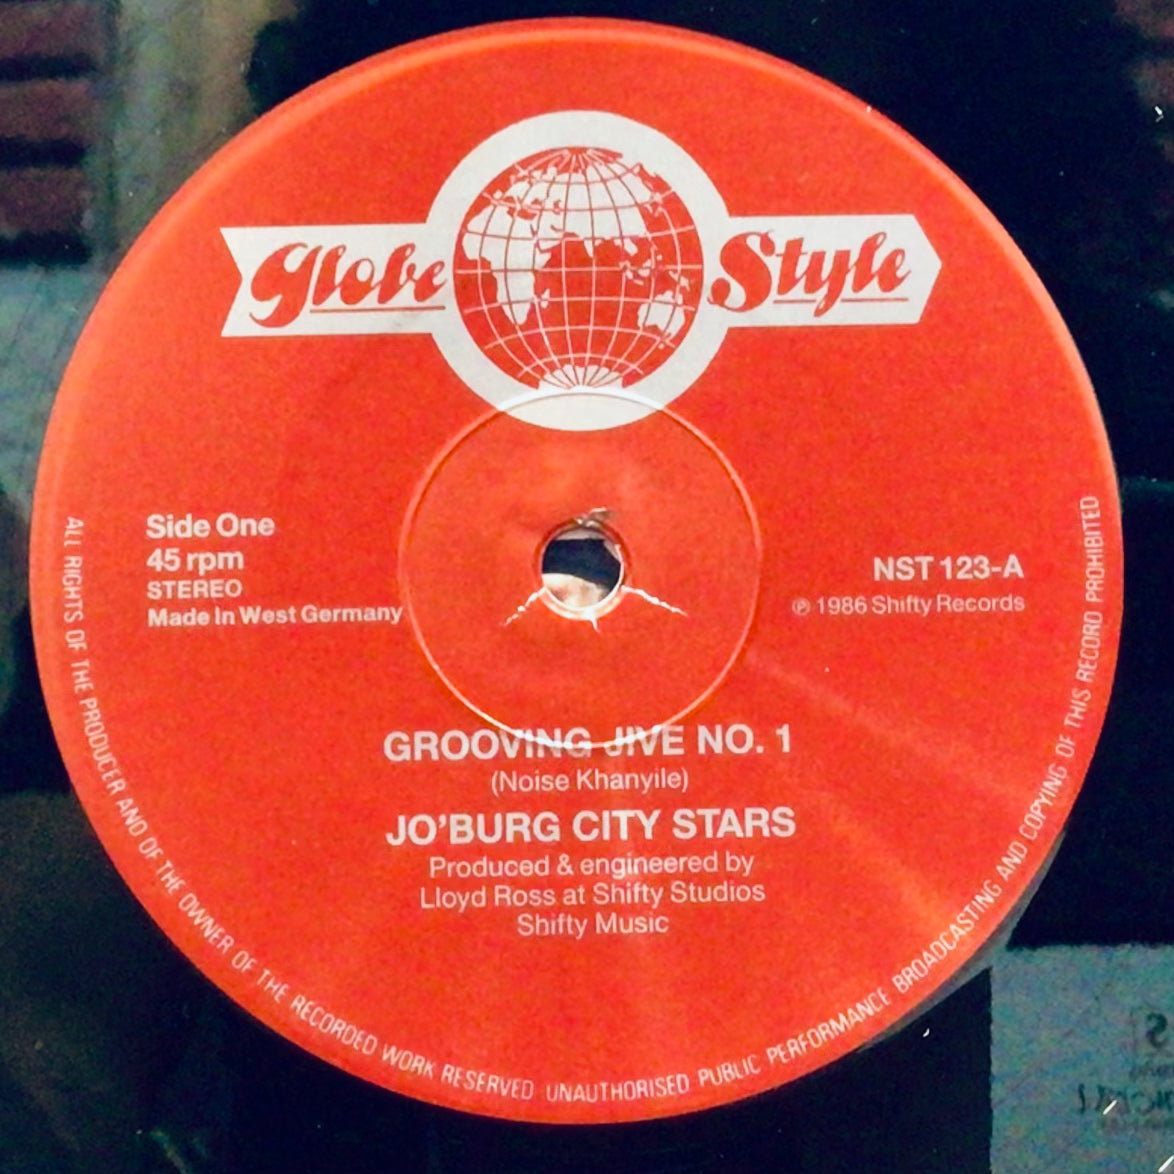 Globe Style
Side One
45 rpm
STEREO
Made In West Germany
NST 123-A
℗ 1986 Shifty Records
GROOVING JIVE NO. 1
(Noise Khanyile)
JO'BURG CITY STARS
Produced & engineered by
Lloyd Ross at Shifty Studios
Shifty Music
ALL RIGHTS OF THE PRODUCER AND OF THE OWNER OF THE RECORDED WORK RESERVED UNAUTHORISED PUBLIC PERFORMANCE BROADCASTING AND COPYING OF THIS RECORD PROHIBITED